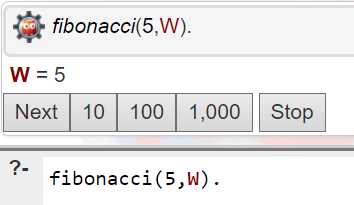 fibonacci(5,W).
W = 5
Next 10 100 1,000 Stop
?- fibonacci(5,W).